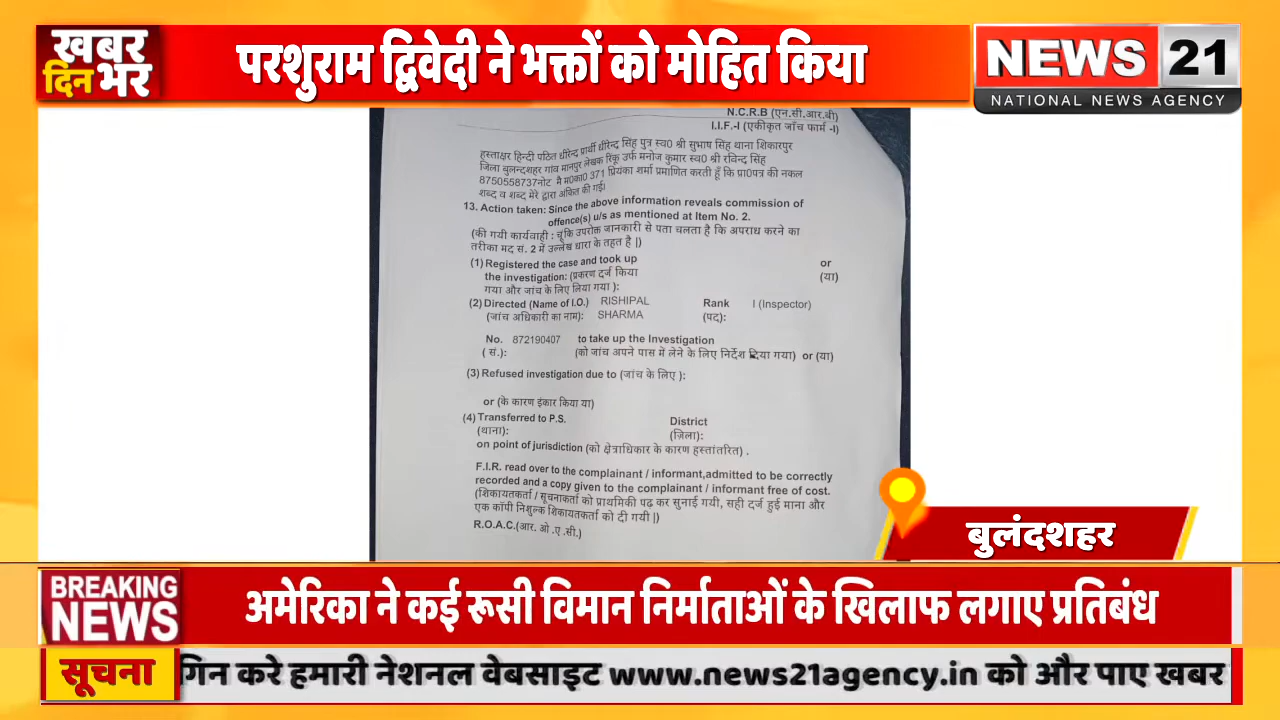 खबर
दिन भर
परशुराम द्विवेदी ने भक्तों को मोहित किया
NEWS 21
NATIONAL NEWS AGENCY
N.C.R.B (एन.सी.आर.बी)
I.I.F.-I (एकीकृत जाँच फार्म -I)
हस्ताक्षर हिन्दी पठित धीरेन्द्र प्रार्थी धीरेन्द्र सिंह पुत्र स्व0 श्री सुभाष सिंह थाना शिकारपुर
जिला बुलन्दशहर गांव मानपुर लेखक रिंकू उर्फ मनोज कुमार स्व0 श्री रविन्द्र सिंह
8750558737नोट मै म0का0 371 प्रियंका शर्मा प्रमाणित करती हूँ कि प्रा0पत्र की नकल
शब्द व शब्द मेरे द्वारा अंकित की गई।
13. Action taken: Since the above information reveals commission of
offence(s) u/s as mentioned at Item No. 2.
(की गयी कार्यवाही : चूंकि उपरोक्त जानकारी से पता चलता है कि अपराध करने का
तरीका मद सं. 2 में उल्लेख धारा के तहत है |)
(1) Registered the case and took up or
the investigation: (प्रकरण दर्ज किया (या)
गया और जांच के लिए लिया गया ):
(2) Directed (Name of I.O.) RISHIPAL Rank I (Inspector)
(जांच अधिकारी का नाम): SHARMA (पद):
No. 872190407 to take up the Investigation
( सं.): (को जांच अपने पास में लेने के लिए निर्देश दिया गया) or (या)
(3) Refused investigation due to (जांच के लिए ):
or (के कारण इंकार किया या)
(4) Transferred to P.S. District
(थाना): (ज़िला):
on point of jurisdiction (को क्षेत्राधिकार के कारण हस्तांतरित) .
F.I.R. read over to the complainant / informant,admitted to be correctly
recorded and a copy given to the complainant / informant free of cost.
(शिकायतकर्ता / सूचनाकर्ता को प्राथमिकी पढ़ कर सुनाई गयी, सही दर्ज हुई माना और
एक कॉपी निशुल्क शिकायतकर्ता को दी गयी |)
R.O.A.C.(आर. ओ .ए .सी.)
बुलंदशहर
BREAKING
NEWS
अमेरिका ने कई रूसी विमान निर्माताओं के खिलाफ लगाए प्रतिबंध
सूचना
गिन करे हमारी नेशनल वेबसाइट www.news21agency.in को और पाए खबर